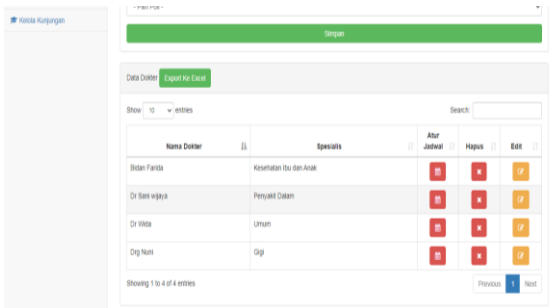 - Pilih Poli -
Kelola Kunjungan
Simpan
Data Dokter Export Ke Excel
Show 10 entries Search:
Nama Dokter Spesialis Atur Jadwal Hapus Edit
Bidan Farida Kesehatan Ibu dan Anak
Dr Sani wijaya Penyakit Dalam
Dr Wida Umum
Drg Nuni Gigi
Showing 1 to 4 of 4 entries Previous 1 Next